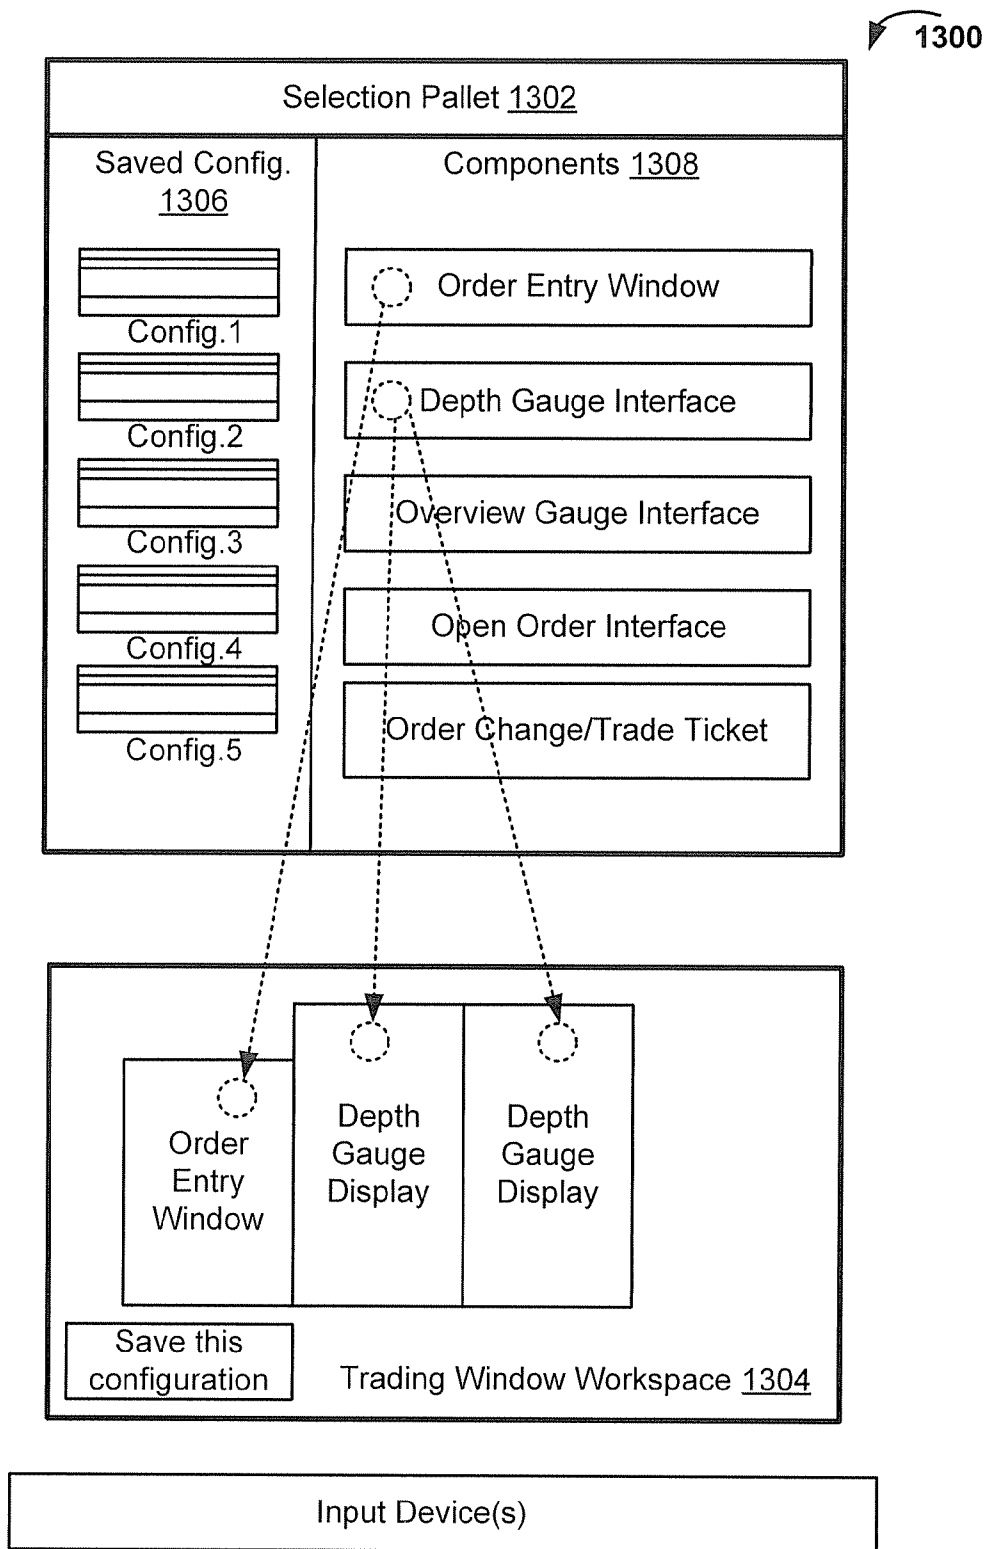 1300
Selection Pallet 1302
Saved Config.
1306
Config.1
Config.2
Config.3
Config.4
Config.5
Components 1308
Order Entry Window
Depth Gauge Interface
Overview Gauge Interface
Open Order Interface
Order Change/Trade Ticket
Order
Entry
Window
Depth
Gauge
Display
Depth
Gauge
Display
Save this
configuration
Trading Window Workspace 1304
Input Device(s)